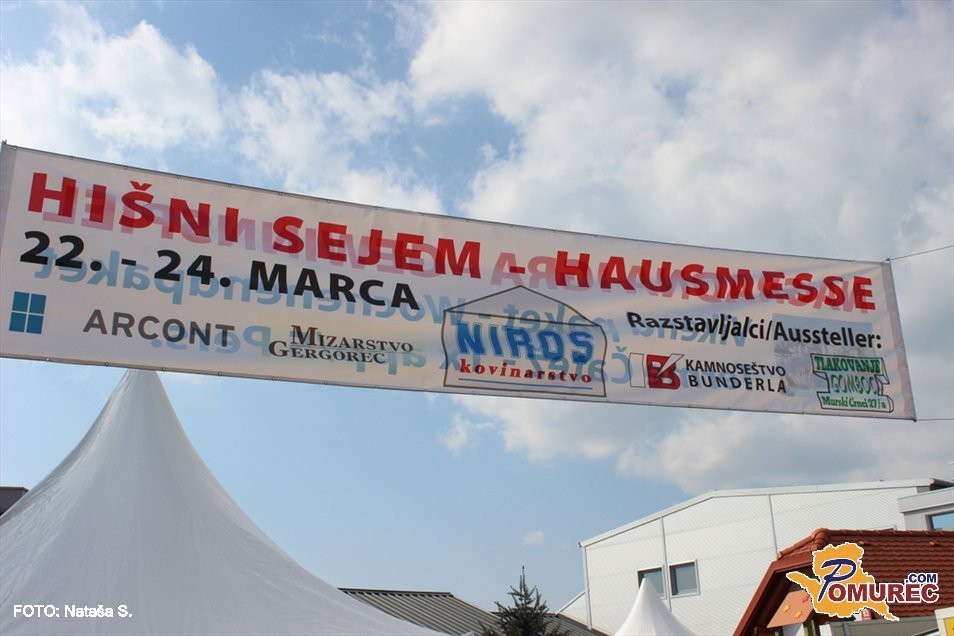 HIŠNI SEJEM - HAUSMESSE
22. - 24. MARCA
Razstavljalci/Aussteller:
ARCONT
MIZARSTVO
GERGOREC
NIROS
kovinarstvo
KAMNOSEŠTVO
BUNDERLA
TLAKOVANJE
GOMBOC
Murski Črnci 27/a
FOTO: Nataša S.
POMUREC.COM